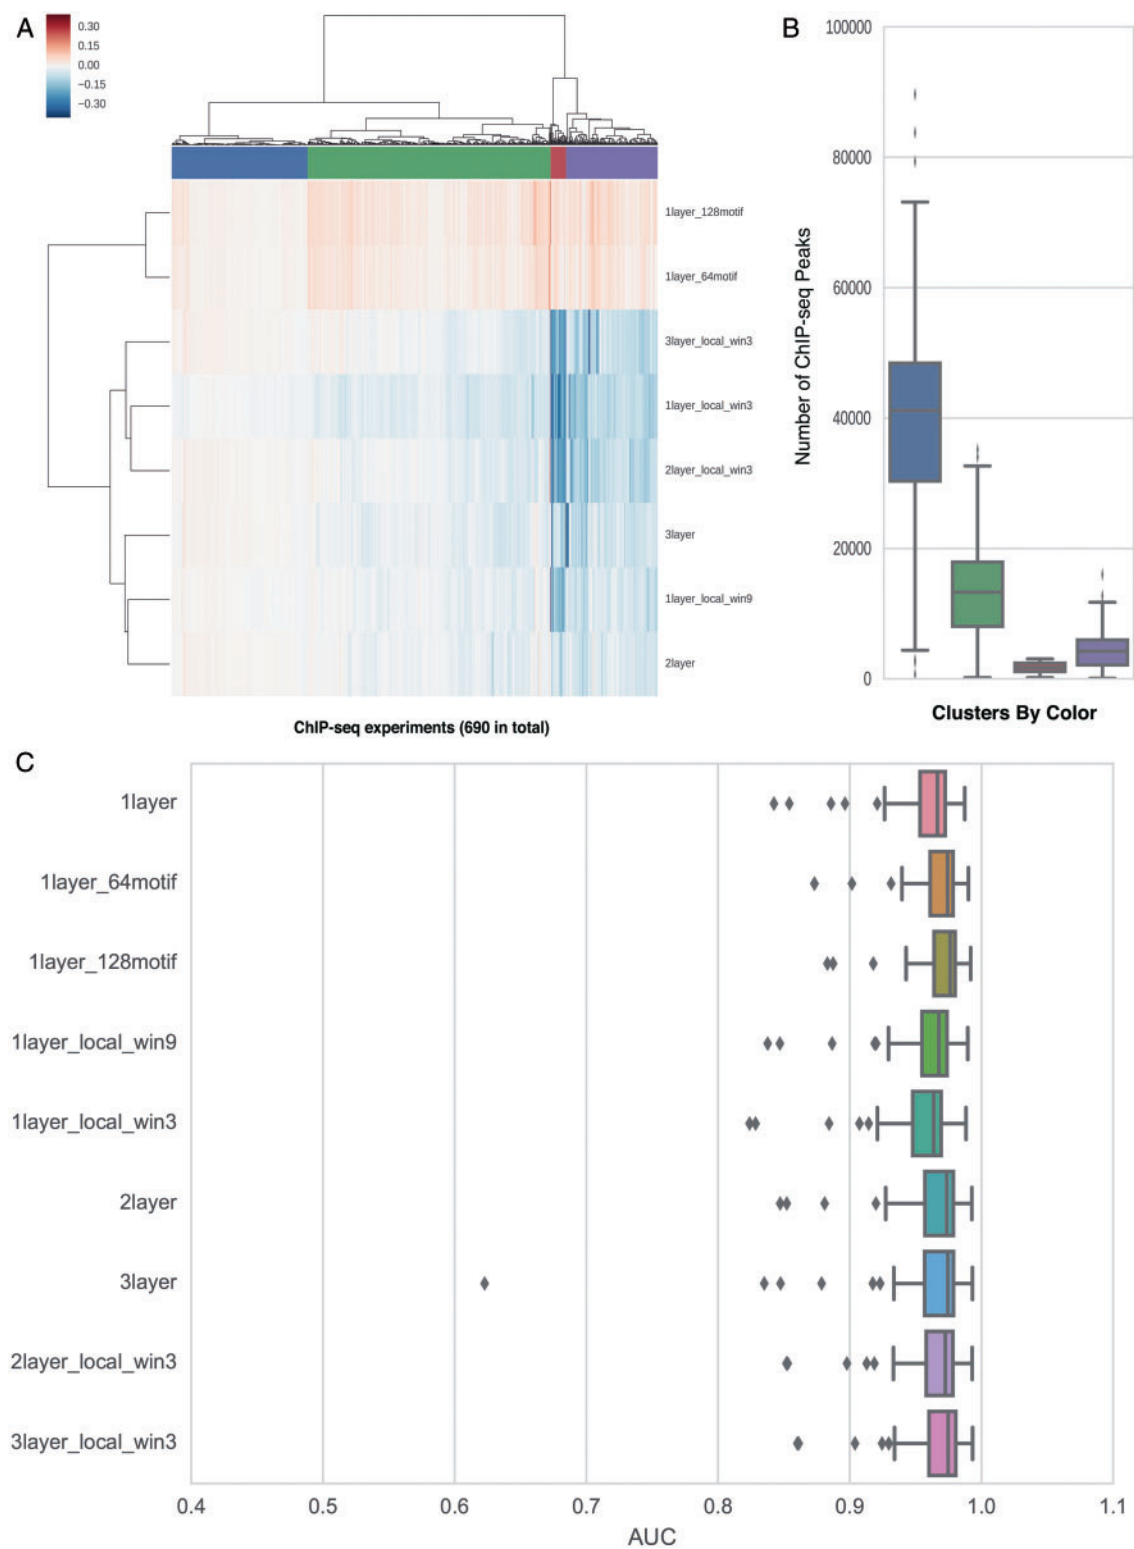 A
0.30
0.15
0.00
−0.15
−0.30
1layer_128motif
1layer_64motif
3layer_local_win3
1layer_local_win3
2layer_local_win3
3layer
1layer_local_win9
2layer
ChIP-seq experiments (690 in total)
B
Number of ChIP-seq Peaks
100000
80000
60000
40000
20000
0
Clusters By Color
C
1layer
1layer_64motif
1layer_128motif
1layer_local_win9
1layer_local_win3
2layer
3layer
2layer_local_win3
3layer_local_win3
0.4 0.5 0.6 0.7 0.8 0.9 1.0 1.1
AUC